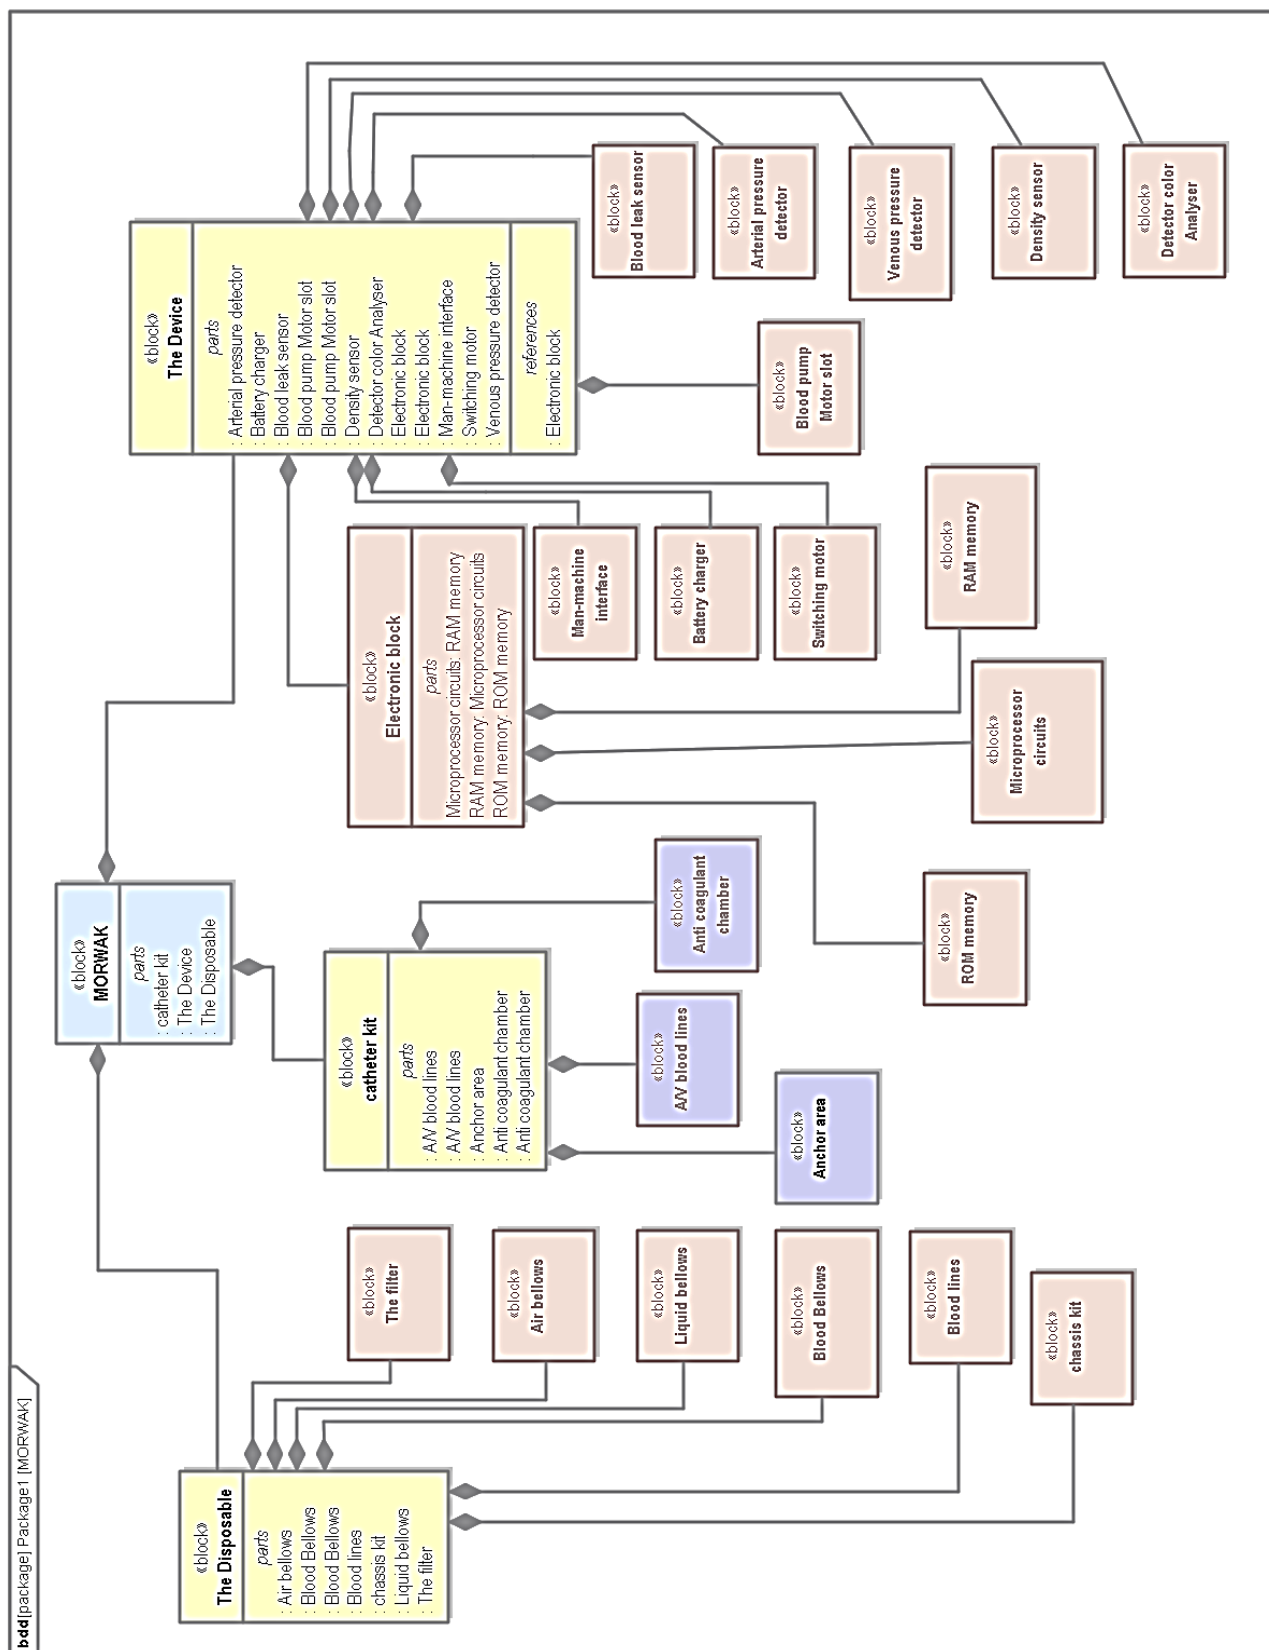 bdd[package] Package1 [MORWAK]
«block»
MORWAK
parts
: catheter kit
: The Device
: The Disposable
«block»
The Disposable
parts
: Air bellows
: Blood Bellows
: Blood Bellows
: Blood lines
: chassis kit
: Liquid bellows
: The filter
«block»
The filter
«block»
Air bellows
«block»
Liquid bellows
«block»
Blood Bellows
«block»
Blood lines
«block»
chassis kit
«block»
catheter kit
parts
: A/V blood lines
: A/V blood lines
: Anchor area
: Anti coagulant chamber
: Anti coagulant chamber
«block»
Anchor area
«block»
A/V blood lines
«block»
Anti coagulant
chamber
«block»
The Device
parts
: Arterial pressure detector
: Battery charger
: Blood leak sensor
: Blood pump Motor slot
: Blood pump Motor slot
: Density sensor
: Detector color Analyser
: Electronic block
: Electronic block
: Man-machine interface
: Switching motor
: Venous pressure detector
references
: Electronic block
«block»
Electronic block
parts
Microprocessor circuits: RAM memory
RAM memory: Microprocessor circuits
ROM memory: ROM memory
«block»
ROM memory
«block»
Microprocessor
circuits
«block»
RAM memory
«block»
Man-machine
interface
«block»
Battery charger
«block»
Switching motor
«block»
Blood pump
Motor slot
«block»
Blood leak sensor
«block»
Arterial pressure
detector
«block»
Venous pressure
detector
«block»
Density sensor
«block»
Detector color
Analyser